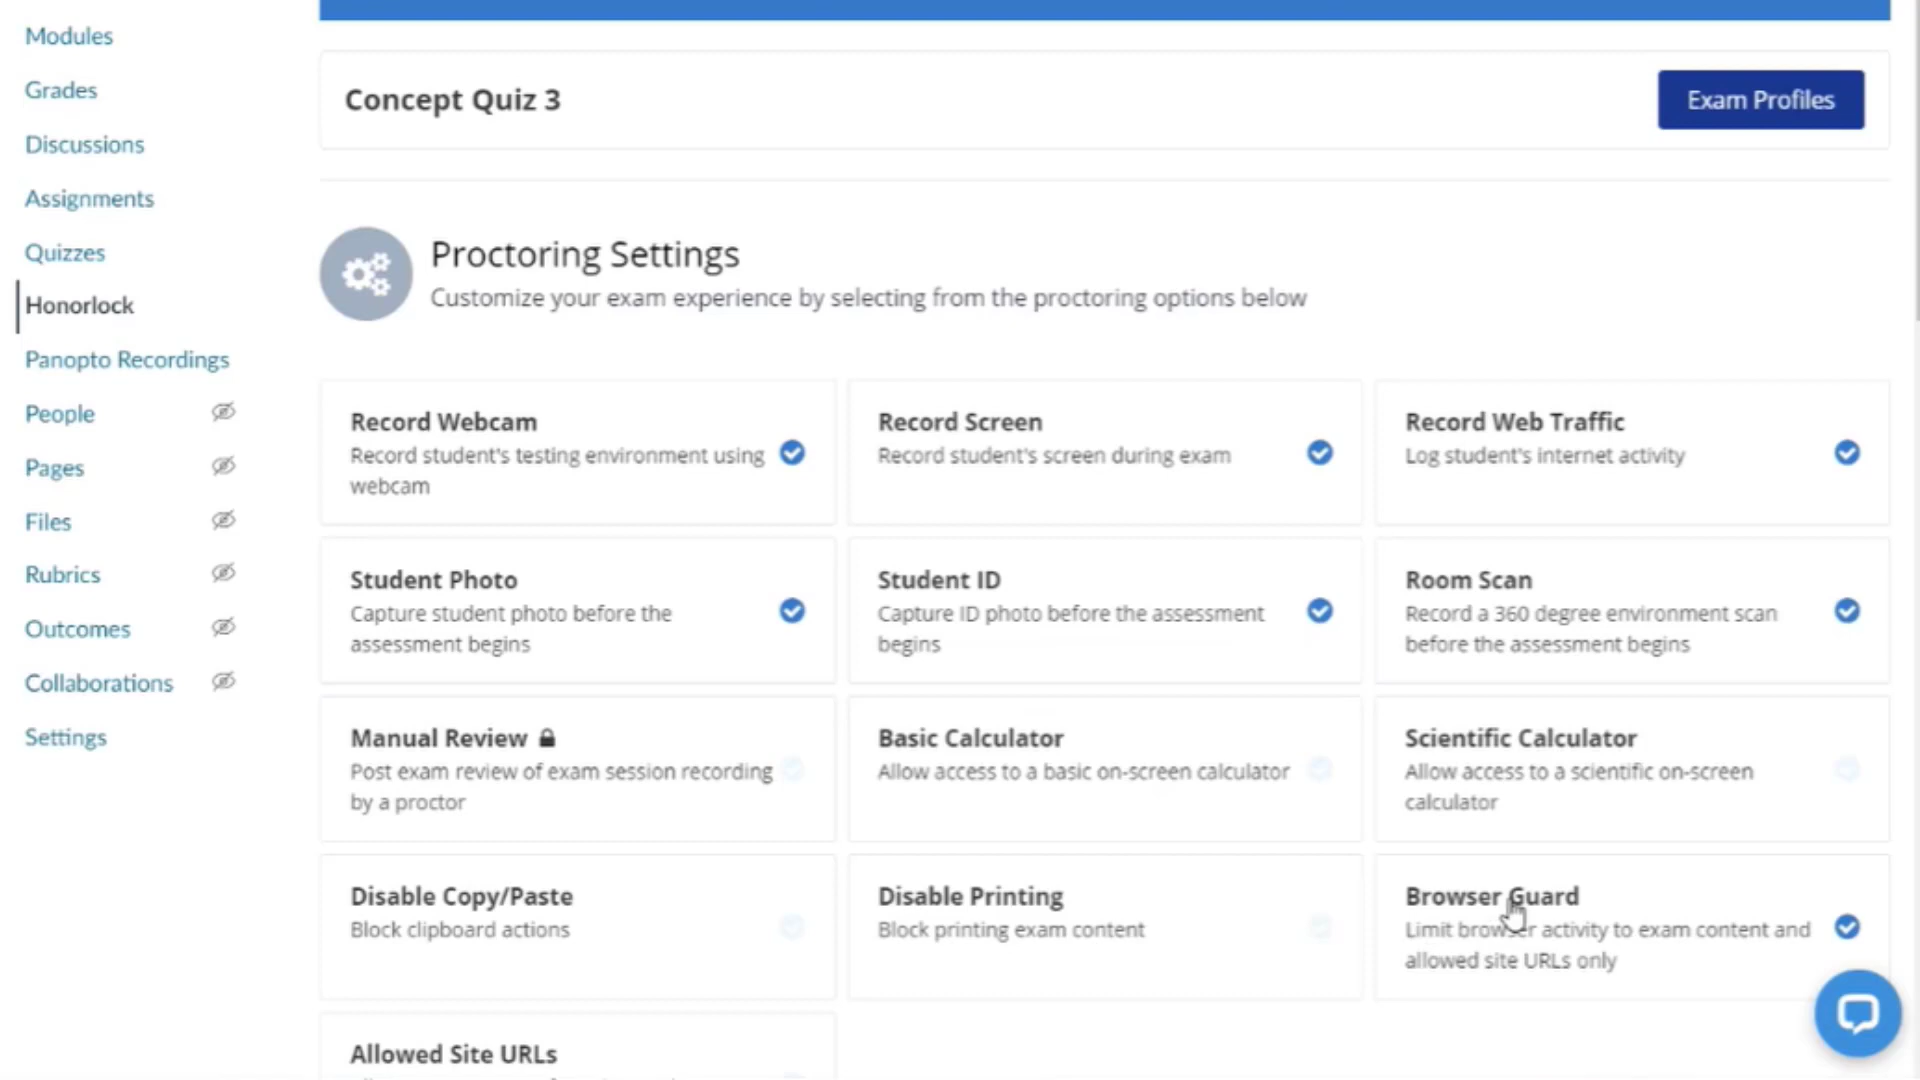 Modules
Grades
Discussions
Assignments
Quizzes
Honorlock
Panopto Recordings
People
Pages
Files
Rubrics
Outcomes
Collaborations
Settings
Concept Quiz 3
Exam Profiles
Proctoring Settings
Customize your exam experience by selecting from the proctoring options below
Record Webcam
Record student's testing environment using
webcam
Record Screen
Record student's screen during exam
Record Web Traffic
Log student's internet activity
Student Photo
Capture student photo before the
assessment begins
Student ID
Capture ID photo before the assessment
begins
Room Scan
Record a 360 degree environment scan
before the assessment begins
Manual Review
Post exam review of exam session recording
by a proctor
Basic Calculator
Allow access to a basic on-screen calculator
Scientific Calculator
Allow access to a scientific on-screen
calculator
Disable Copy/Paste
Block clipboard actions
Disable Printing
Block printing exam content
Browser Guard
Limit browser activity to exam content and
allowed site URLs only
Allowed Site URLs